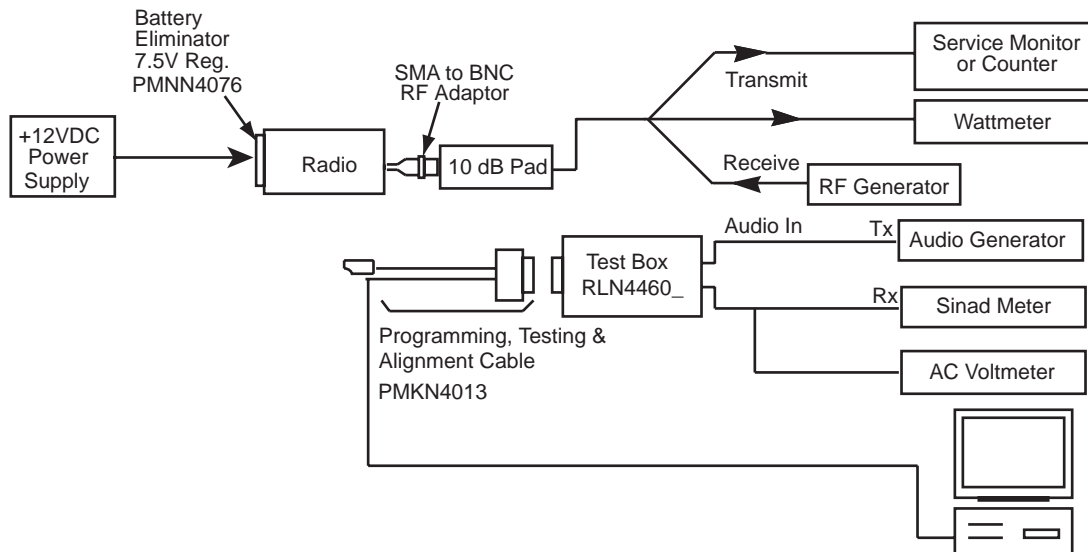 Battery
Eliminator
7.5V Reg.
PMNN4076
SMA to BNC
RF Adaptor
+12VDC
Power
Supply
Radio
10 dB Pad
Transmit
Service Monitor
or Counter
Wattmeter
Receive
RF Generator
Audio In
Tx
Audio Generator
Test Box
RLN4460_
Rx
Sinad Meter
Programming, Testing &
Alignment Cable
PMKN4013
AC Voltmeter